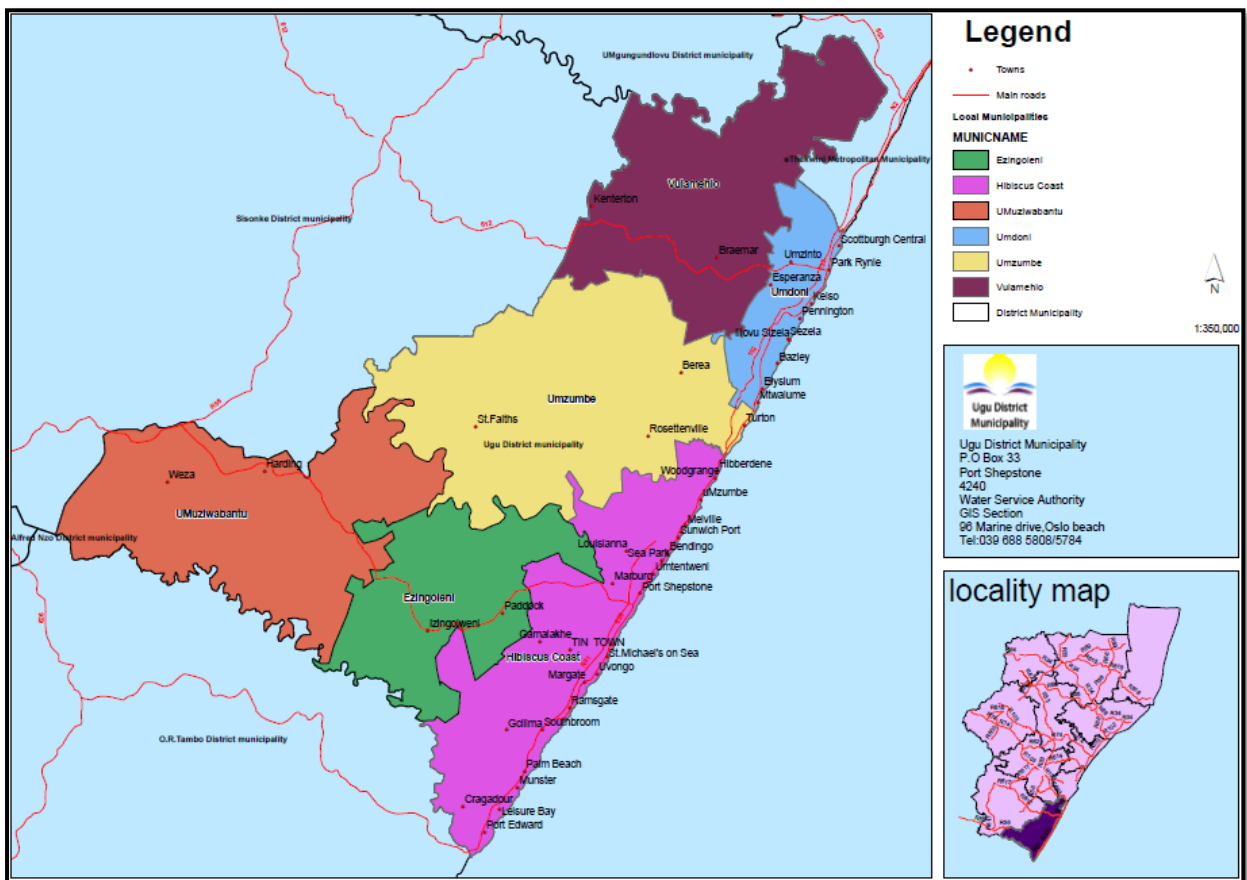 UMgungundlovu District municipality
eThekwini Metropolitan Municipality
Vulamehlo
Kenterton
Sisonke District municipality
612
612
Scottburgh Central
Braemar
Umzinto
Park Rynie
Esperanza
Umdoni
Kelso
Pennington
Sezela
Bazley
Berea
Elysium
Mtwalume
Umzumbe
Turton
St.Faiths
Rosettenville
Ugu District municipality
Hibberdene
Woodgrange
Harding
Weza
uMzumbe
UMuziwabantu
Melville
Sunwich Port
Alfred Nzo District municipality
Louisianna
Bendingo
Sea Park
Umtentweni
Marburg
Port Shepstone
Ezingoleni
Paddock
Izingolweni
Gamalakhe
TIN TOWN
Hibiscus Coast
St.Michael's on Sea
Uvongo
Margate
Ramsgate
Golima
Southbroom
O.R.Tambo District municipality
Palm Beach
Munster
Cragadour
Leisure Bay
Port Edward
Legend
Towns
Main roads
Local Municipalities
MUNICNAME
Ezingoleni
Hibiscus Coast
UMuziwabantu
Umdoni
Umzumbe
Vulamehlo
District Municipality
N
1:350,000
Ugu District
Municipality
Ugu District Municipality
P.O Box 33
Port Shepstone
4240
Water Service Authority
GIS Section
96 Marine drive,Oslo beach
Tel:039 688 5808/5784
locality map